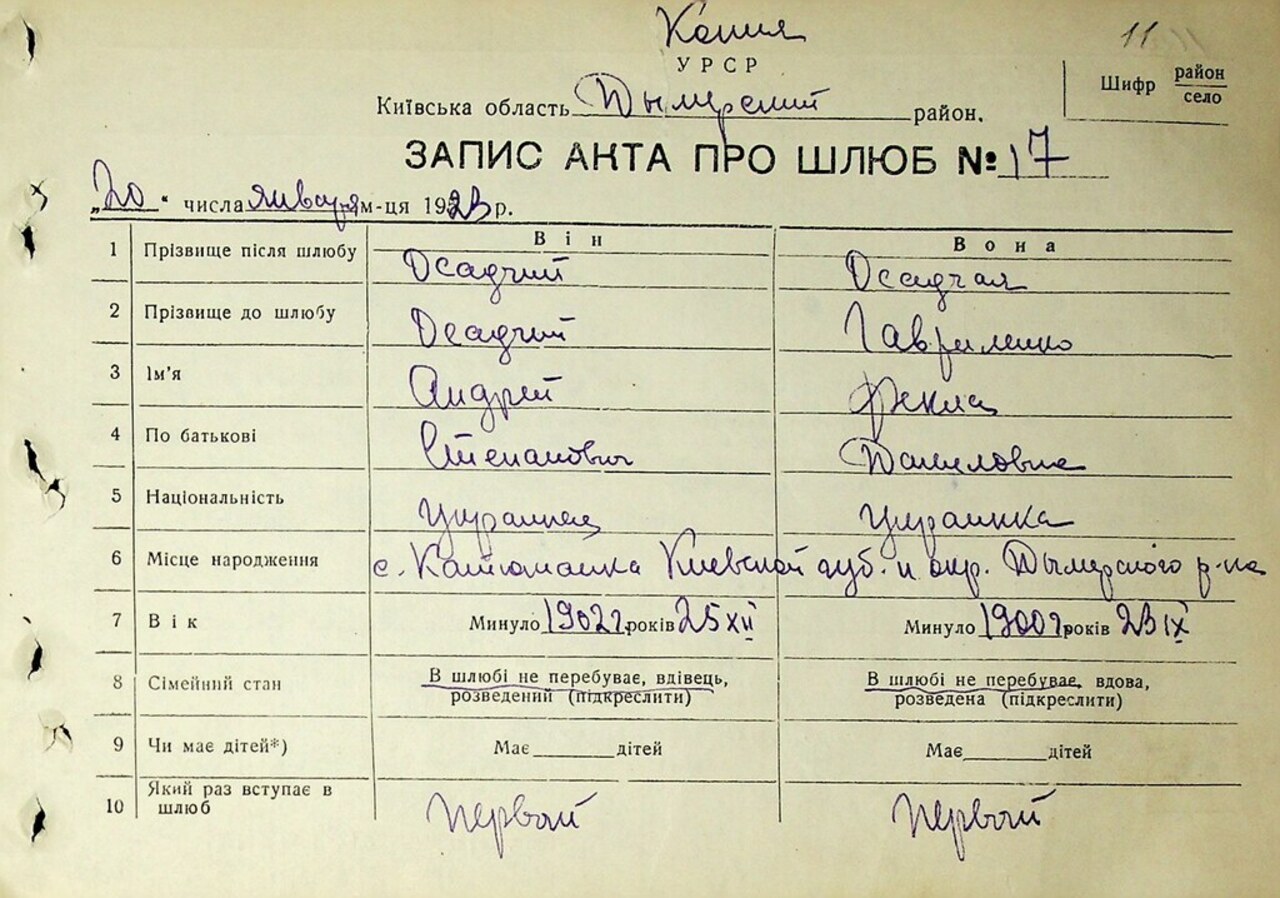 Копия
11
УРСР
Шифр район
село
Київська область Дымерский район.
ЗАПИС АКТА ПРО ШЛЮБ № 17
„20“ числа января м-ця 1923 р.
Він Вона
1 Прізвище після шлюбу Осадчий Осадчая
2 Прізвище до шлюбу Осадчий Гавриленко
3 Ім'я Андрей Фекла
4 По батькові Степанович Даниловна
5 Національність украинец украинка
6 Місце народження с. Катюжанка Киевской губ. и окр. Дымерского р-на
7 Вік Минуло 1902 г. років 25 XII Минуло 1900 г. років 23 IX
8 Сімейний стан В шлюбі не перебуває, вдівець, В шлюбі не перебуває, вдова,
розведений (підкреслити) розведена (підкреслити)
9 Чи має дітей*) Має______дітей Має______дітей
10 Який раз вступає в шлюб первый первый